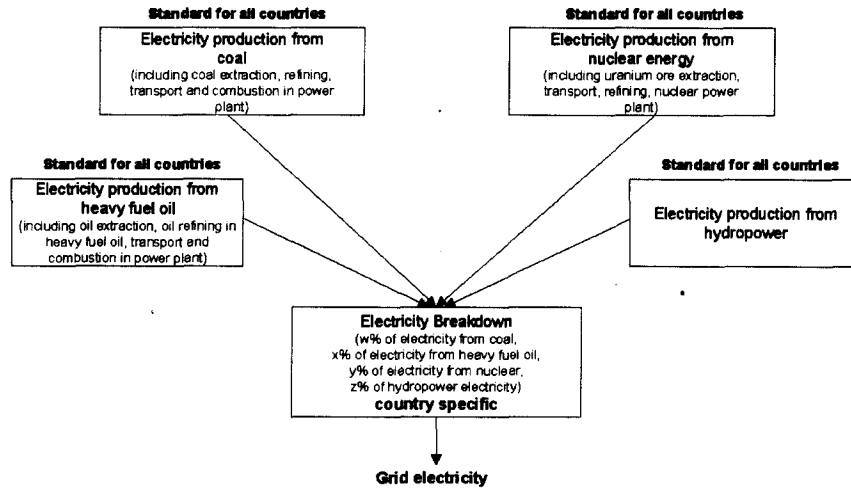 Standard for all countries
Electricity production from
coal
(including coal extraction, refining,
transport and combustion in power
plant)
Standard for all countries
Electricity production from
nuclear energy
(including uranium ore extraction,
transport, refining, nuclear power
plant)
Standard for all countries
Electricity production from
heavy fuel oil
(including oil extraction, oil refining in
heavy fuel oil, transport and
combustion in power plant)
Standard for all countries
Electricity production from
hydropower
Electricity Breakdown
(w% of electricity from coal,
x% of electricity from heavy fuel oil,
y% of electricity from nuclear,
z% of hydropower electricity)
country specific
Grid electricity